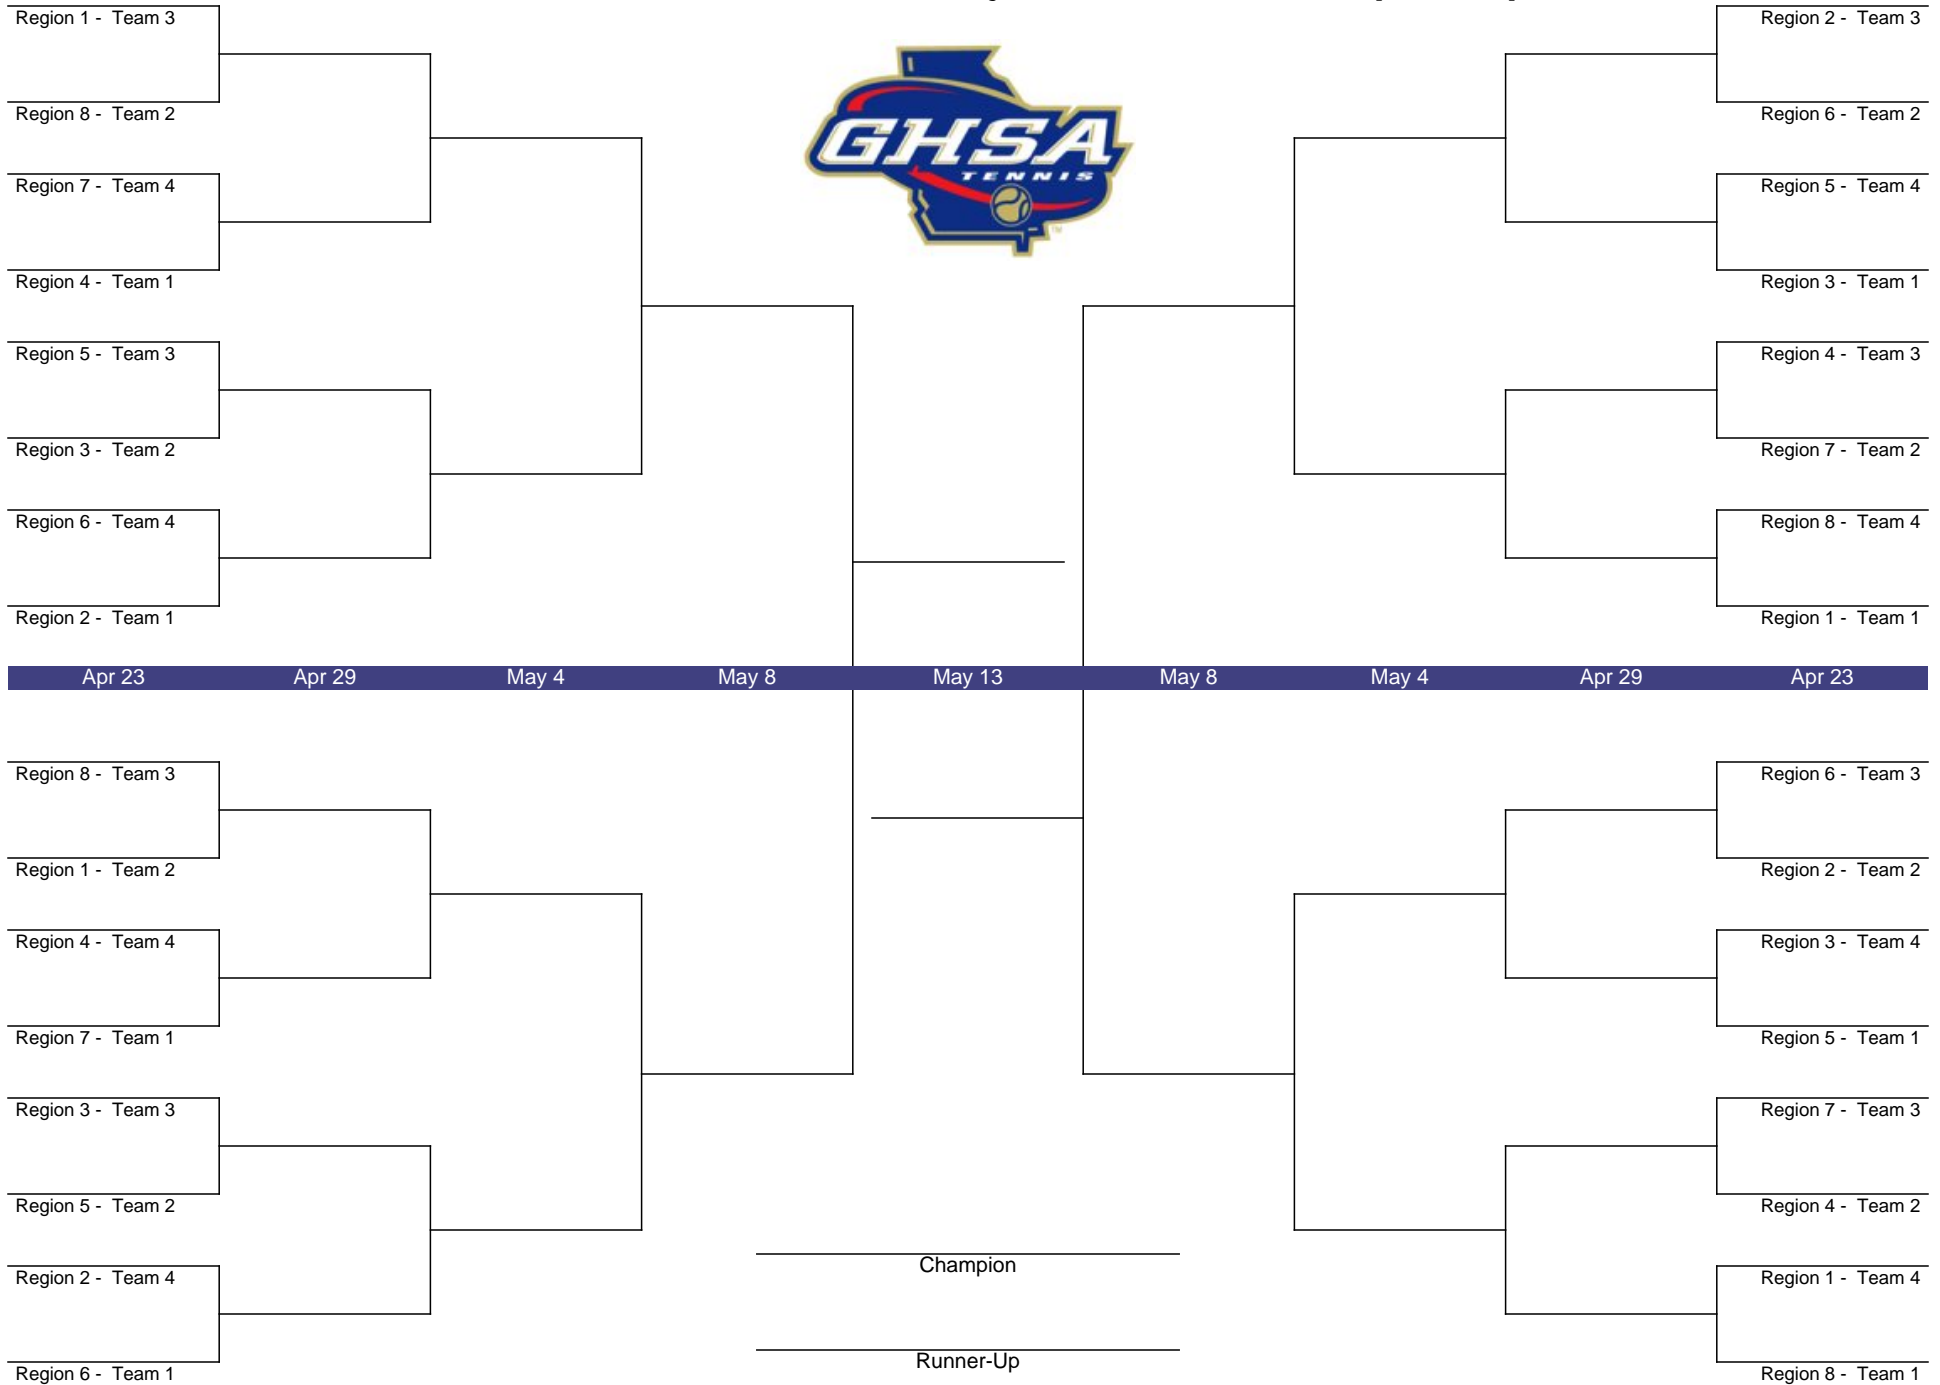 Region 1 - Team 3
Region 8 - Team 2
Region 7 - Team 4
Region 4 - Team 1
Region 5 - Team 3
Region 3 - Team 2
Region 6 - Team 4
Region 2 - Team 1
GHSA
TENNIS
TM
Region 2 - Team 3
Region 6 - Team 2
Region 5 - Team 4
Region 3 - Team 1
Region 4 - Team 3
Region 7 - Team 2
Region 8 - Team 4
Region 1 - Team 1
Apr 23 Apr 29 May 4 May 8 May 13 May 8 May 4 Apr 29 Apr 23
Region 8 - Team 3
Region 1 - Team 2
Region 4 - Team 4
Region 7 - Team 1
Region 3 - Team 3
Region 5 - Team 2
Region 2 - Team 4
Region 6 - Team 1
Champion
Runner-Up
Region 6 - Team 3
Region 2 - Team 2
Region 3 - Team 4
Region 5 - Team 1
Region 7 - Team 3
Region 4 - Team 2
Region 1 - Team 4
Region 8 - Team 1